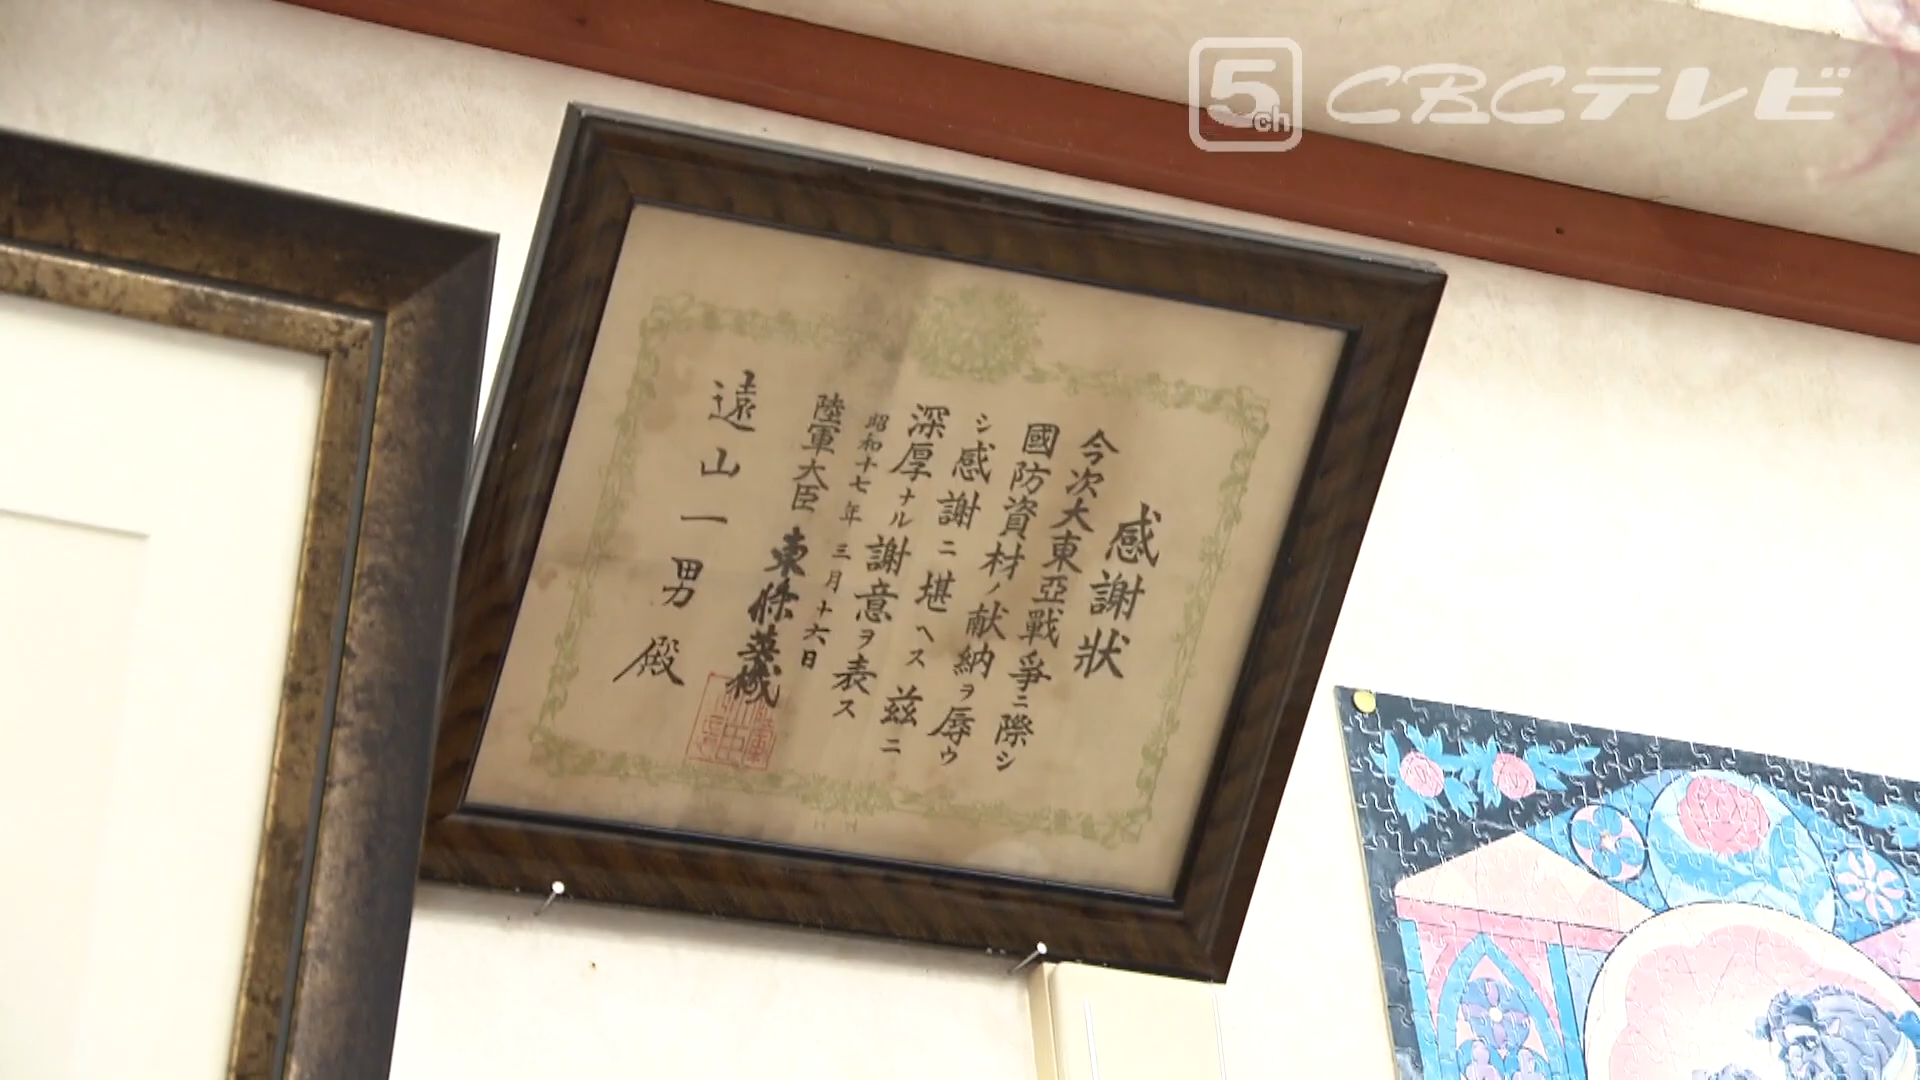 5ch CBCテレビ
感謝狀
今次大東亞戰爭ニ際シ
國防資材ノ献納ヲ辱ウ
シ感謝ニ堪ヘス茲ニ
深厚ナル謝意ヲ表ス
昭和十七年三月十六日
陸軍大臣 東條英機
遠山一男殿